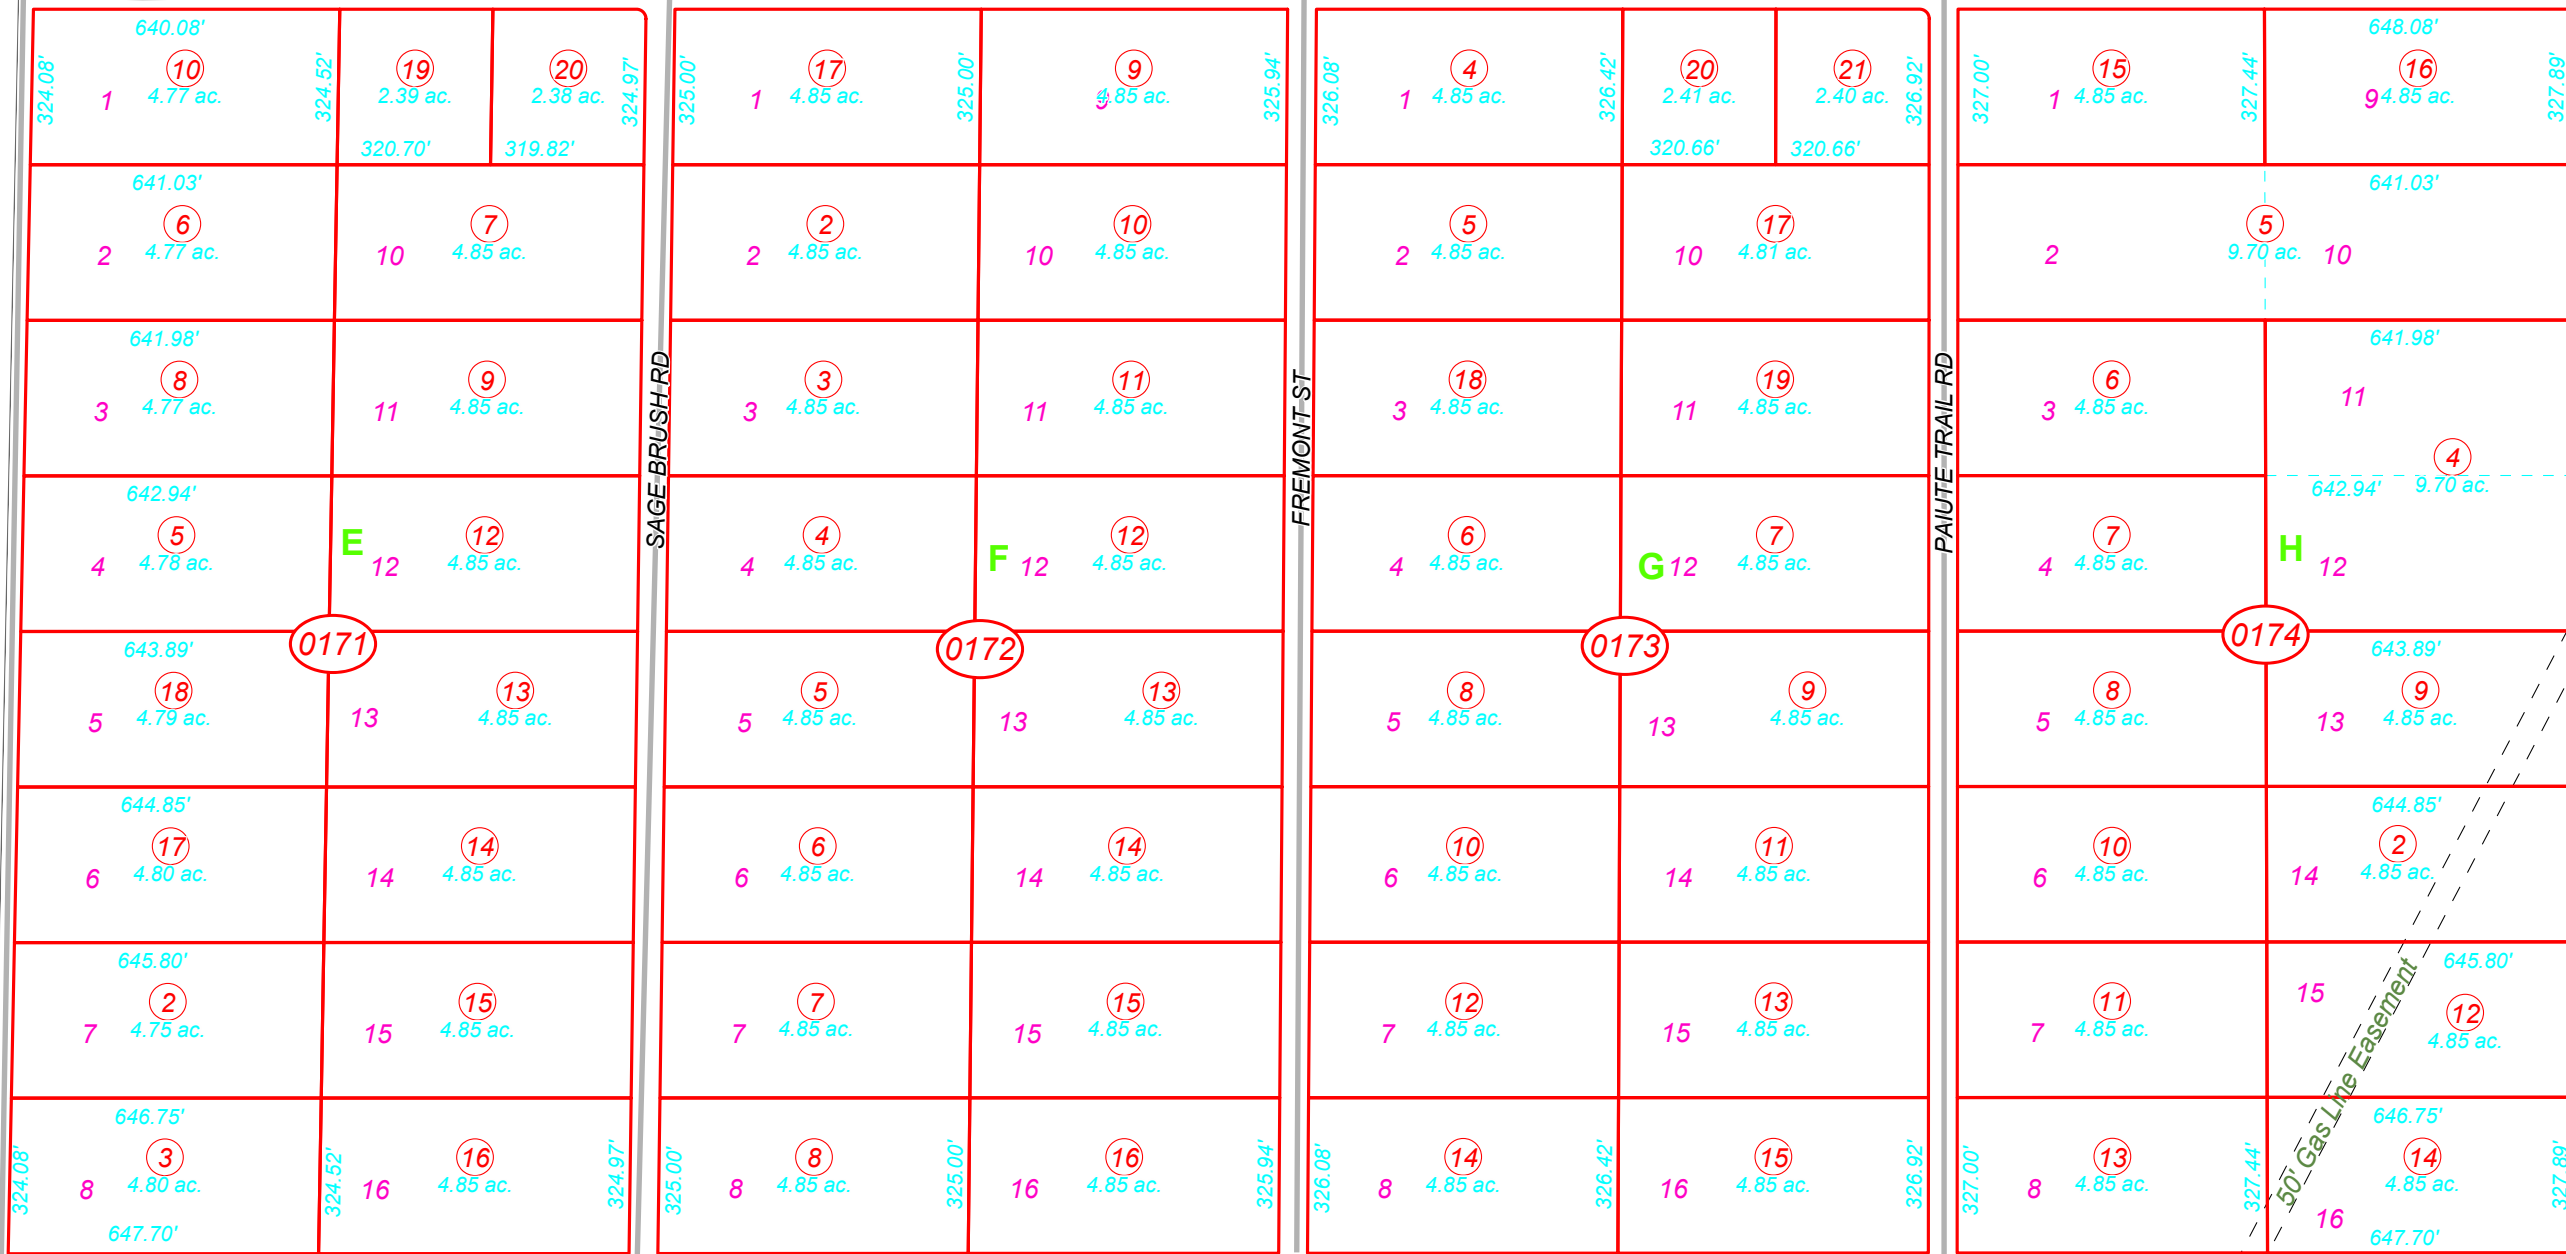 640.08'
324.08'
10
1
4.77 ac.
324.52'
19
2.39 ac.
320.70'
20
2.38 ac.
319.82'
324.97'
641.03'
6
2
4.77 ac.
7
10
4.85 ac.
641.98'
8
3
4.77 ac.
9
11
4.85 ac.
642.94'
5
4
4.78 ac.
E
12
12
4.85 ac.
0171
643.89'
18
5
4.79 ac.
13
13
4.85 ac.
644.85'
17
6
4.80 ac.
14
14
4.85 ac.
645.80'
2
7
4.75 ac.
15
15
4.85 ac.
646.75'
324.08'
3
8
4.80 ac.
647.70'
324.52'
16
16
4.85 ac.
324.97'
SAGE BRUSH RD
325.00'
17
1
4.85 ac.
325.00'
9
9
4.85 ac.
325.94'
2
2
4.85 ac.
10
10
4.85 ac.
3
3
4.85 ac.
11
11
4.85 ac.
4
4
4.85 ac.
F
12
12
4.85 ac.
0172
5
5
4.85 ac.
13
13
4.85 ac.
6
6
4.85 ac.
14
14
4.85 ac.
7
7
4.85 ac.
15
15
4.85 ac.
325.00'
8
8
4.85 ac.
325.00'
16
16
4.85 ac.
325.94'
FREMONT ST
326.08'
4
1
4.85 ac.
326.42'
20
2.41 ac.
320.66'
21
2.40 ac.
320.66'
326.92'
5
2
4.85 ac.
17
10
4.81 ac.
18
3
4.85 ac.
19
11
4.85 ac.
6
4
4.85 ac.
G
7
12
4.85 ac.
0173
8
5
4.85 ac.
9
13
4.85 ac.
10
6
4.85 ac.
11
14
4.85 ac.
12
7
4.85 ac.
13
15
4.85 ac.
326.08'
14
8
4.85 ac.
326.42'
15
16
4.85 ac.
326.92'
PAIUTE TRAIL RD
327.00'
15
1
4.85 ac.
327.44'
648.08'
16
9
4.85 ac.
327.89'
641.03'
5
2
9.70 ac.
10
641.98'
6
3
4.85 ac.
11
4
642.94'
9.70 ac.
7
4
4.85 ac.
H
12
0174
643.89'
8
5
4.85 ac.
9
13
4.85 ac.
644.85'
10
6
4.85 ac.
2
14
4.85 ac.
645.80'
11
7
4.85 ac.
15
12
4.85 ac.
50' Gas Line Easement
646.75'
327.00'
13
8
4.85 ac.
327.44'
14
4.85 ac.
16
647.70'
327.89'